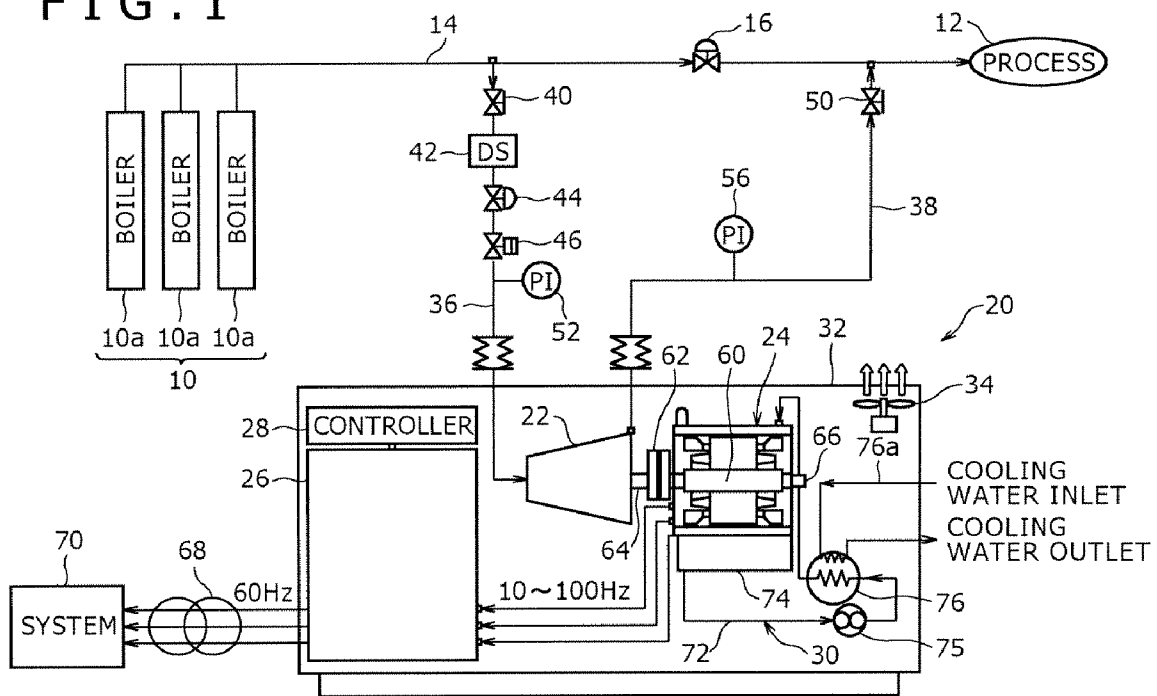 FIG.1
14
16
12
PROCESS
40
50
BOILER
BOILER
BOILER
42
DS
56
44
38
PI
46
PI
36
52
10a
10a
10a
10
20
32
62
60
24
34
28
CONTROLLER
22
66
76a
26
COOLING
WATER INLET
COOLING
WATER OUTLET
64
70
68
60Hz
10~100Hz
74
76
SYSTEM
72
30
75